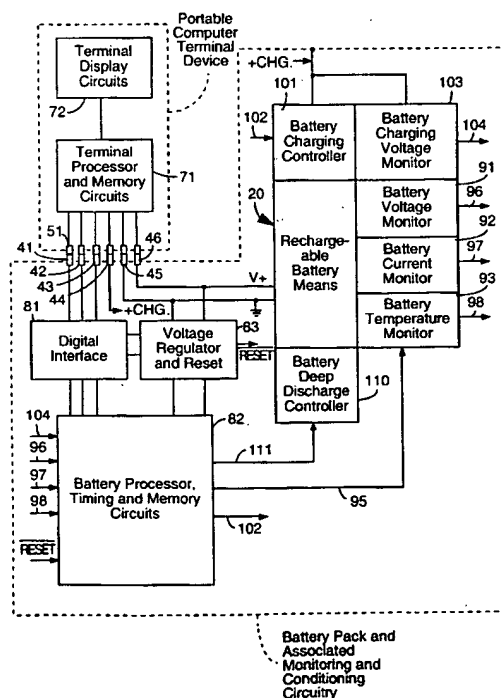 Portable
Computer
Terminal
Device
Terminal
Display
Circuits
72
Terminal
Processor
and Memory
Circuits
71
51
41
42
43
44
46
45
+CHG.
V+
+CHG.
101
102
Battery
Charging
Controller
103
Battery
Charging
Voltage
Monitor
104
91
Battery
Voltage
Monitor
96
92
Battery
Current
Monitor
97
93
Battery
Temperature
Monitor
98
20
Recharge-
able
Battery
Means
81
Digital
Interface
Voltage
Regulator
and Reset
83
RESET
Battery
Deep
Discharge
Controller
110
82
104
96
97
98
RESET
Battery Processor,
Timing and Memory
Circuits
111
95
102
Battery Pack and
Associated
Monitoring and
Conditioning
Circuitry